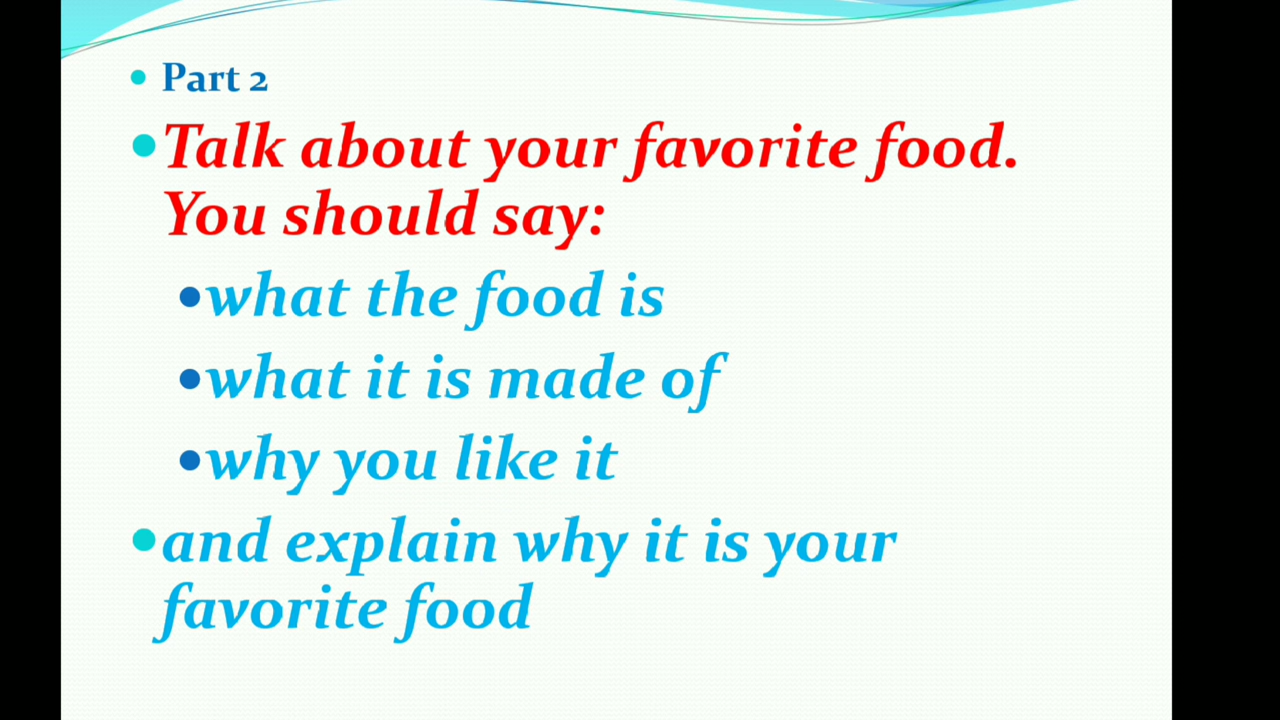 Part 2
Talk about your favorite food.
You should say:
what the food is
what it is made of
why you like it
and explain why it is your
favorite food